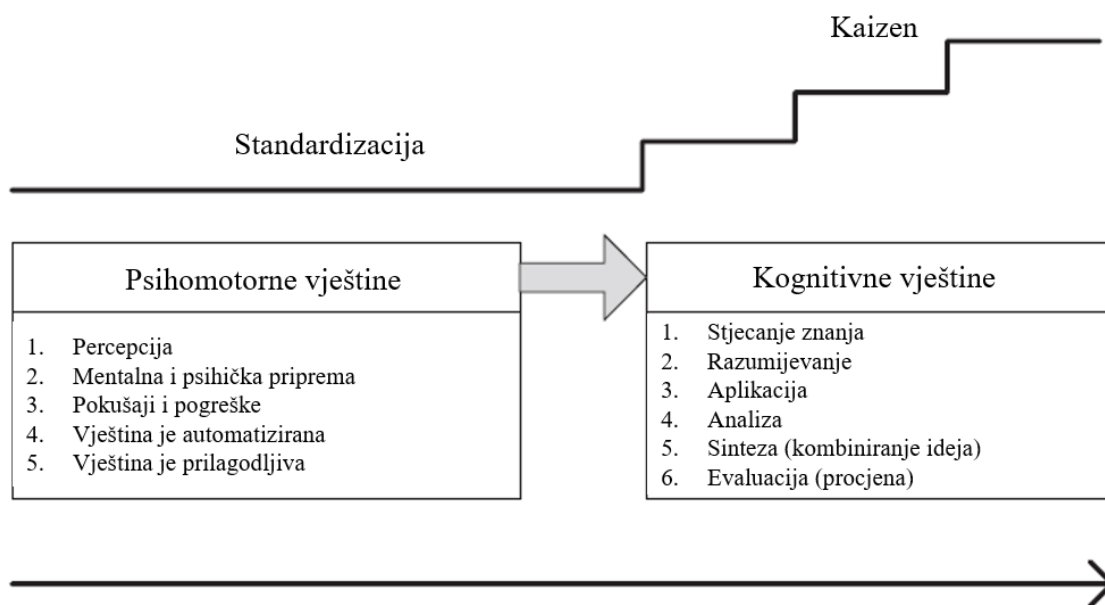 Kaizen
Standardizacija
Psihomotorne vještine
1. Percepcija
2. Mentalna i psihička priprema
3. Pokušaji i pogreške
4. Vještina je automatizirana
5. Vještina je prilagodljiva
Kognitivne vještine
1. Stjecanje znanja
2. Razumijevanje
3. Aplikacija
4. Analiza
5. Sinteza (kombiniranje ideja)
6. Evaluacija (procjena)